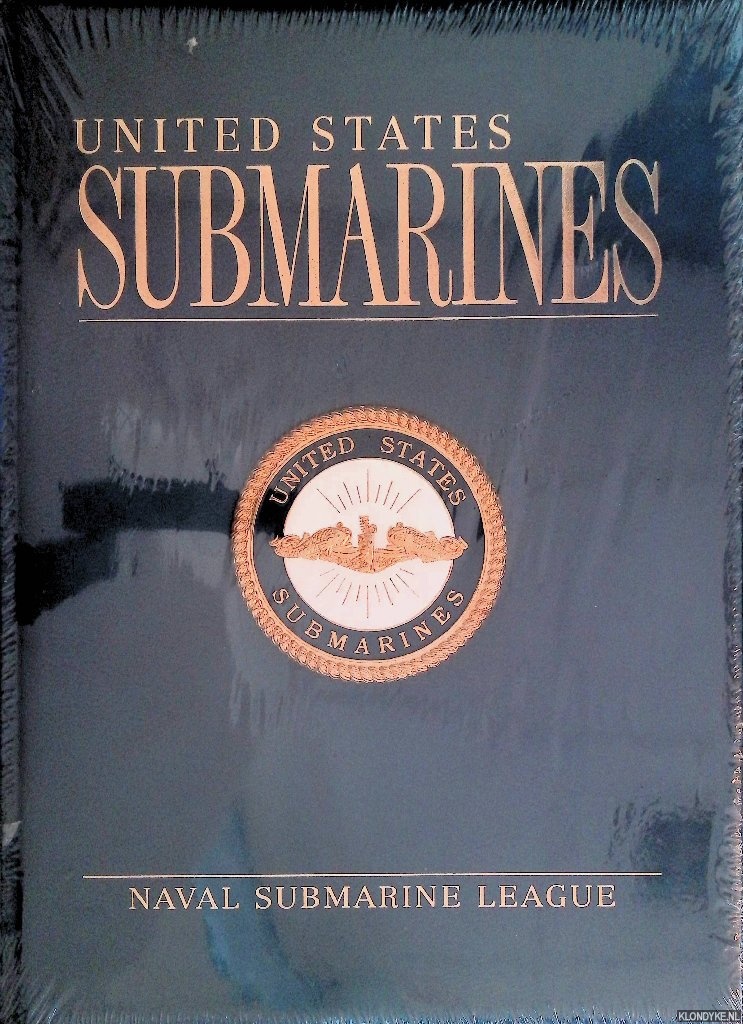 UNITED STATES
SUBMARINES
UNITED STATES
SUBMARINES
NAVAL SUBMARINE LEAGUE
KLONDYKE.NL